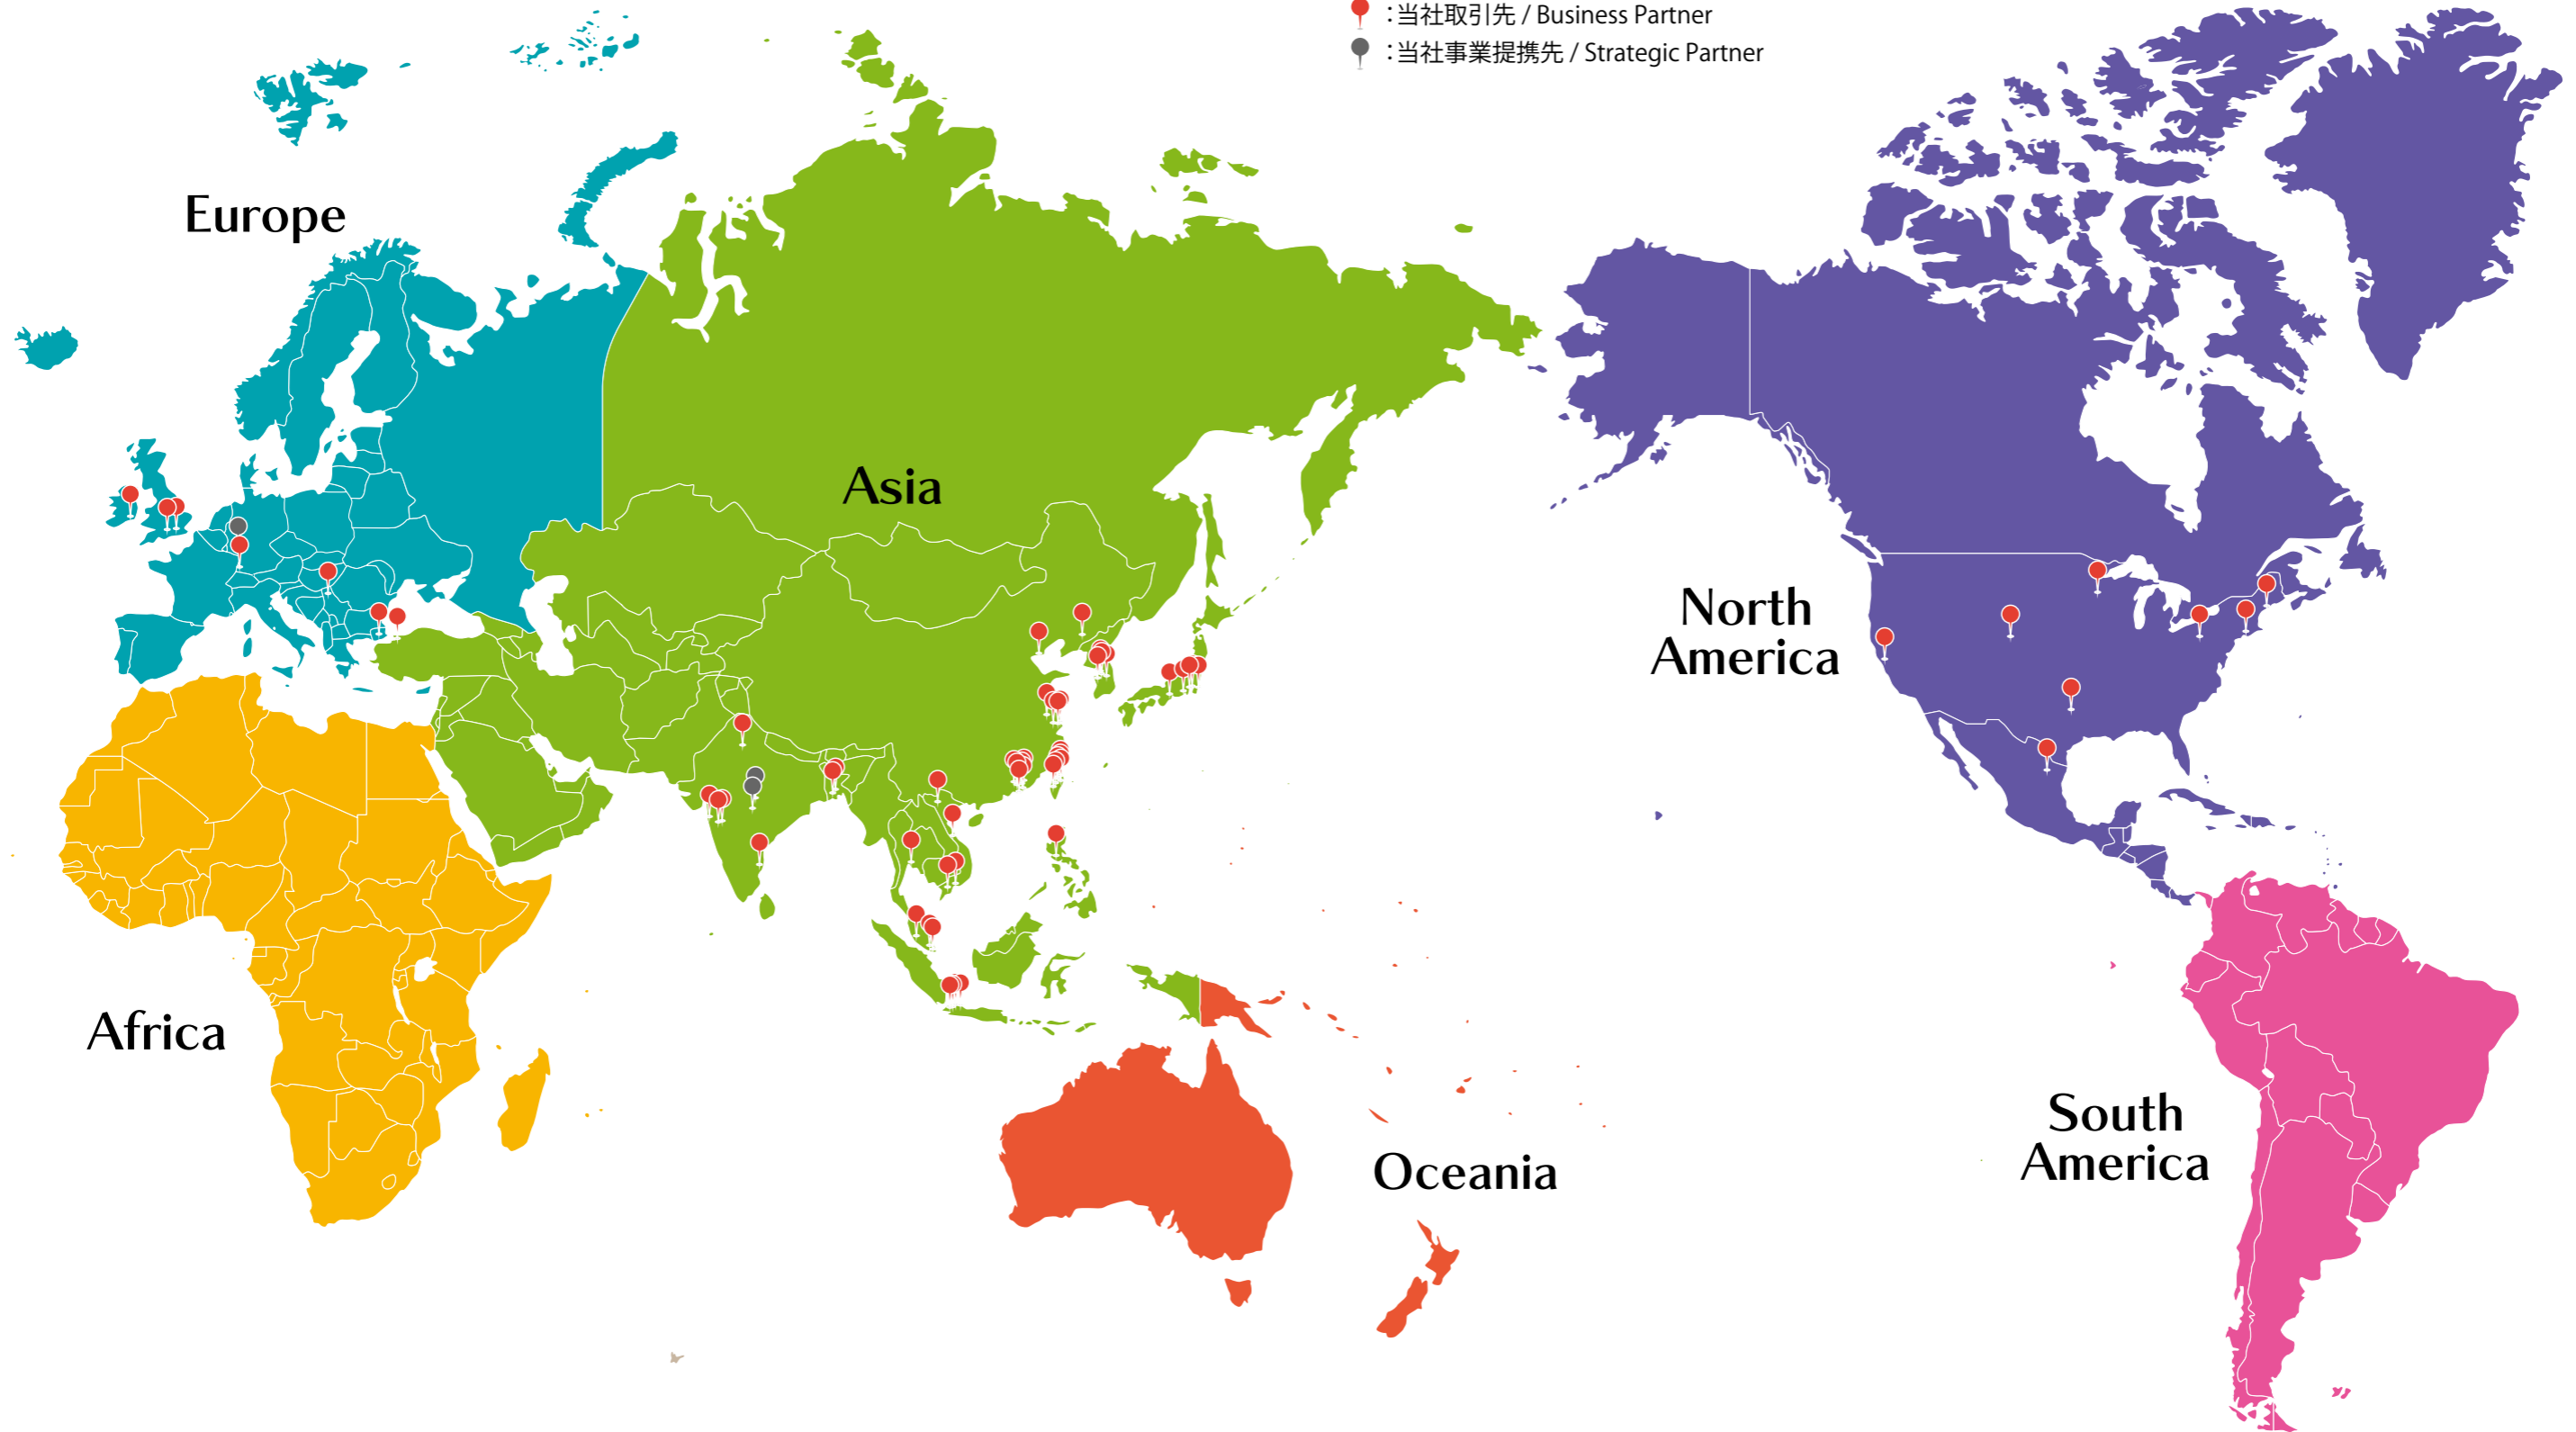 ：当社取引先 / Business Partner
：当社事業提携先 / Strategic Partner
Europe
Asia
North
America
Africa
Oceania
South
America